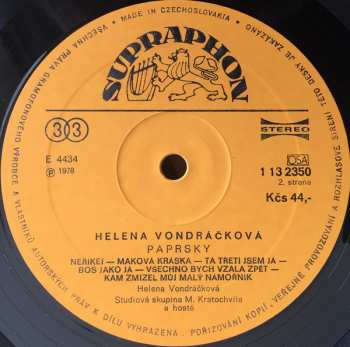 MADE IN CZECHOSLOVAKIA • VŠECHNA PRÁVA GRAMOFONOVÉHO VÝROBCE A VLASTNÍKŮ AUTORSKÝCH PRÁV K DÍLU VYHRAZENA. POŘIZOVÁNÍ KOPIÍ, VEŘEJNÉ PROVOZOVÁNÍ A ROZHLASOVÉ ŠÍŘENÍ TÉTO DESKY JE ZAKÁZÁNO
SUPRAPHON
33
STEREO
E 4434
Ⓟ 1978
OSA
1 13 2350
2. strana
Kčs 44,-
HELENA VONDRÁČKOVÁ
PAPRSKY
NEŘÍKEJ — MAKOVÁ KRÁSKA — TA TŘETÍ JSEM JÁ —
BOS JAKO JÁ — VŠECHNO BYCH VZALA ZPĚT —
KAM ZMIZEL MŮJ MALÝ NÁMOŘNÍK
Helena Vondráčková
Studiová skupina M. Kratochvíla
a hosté